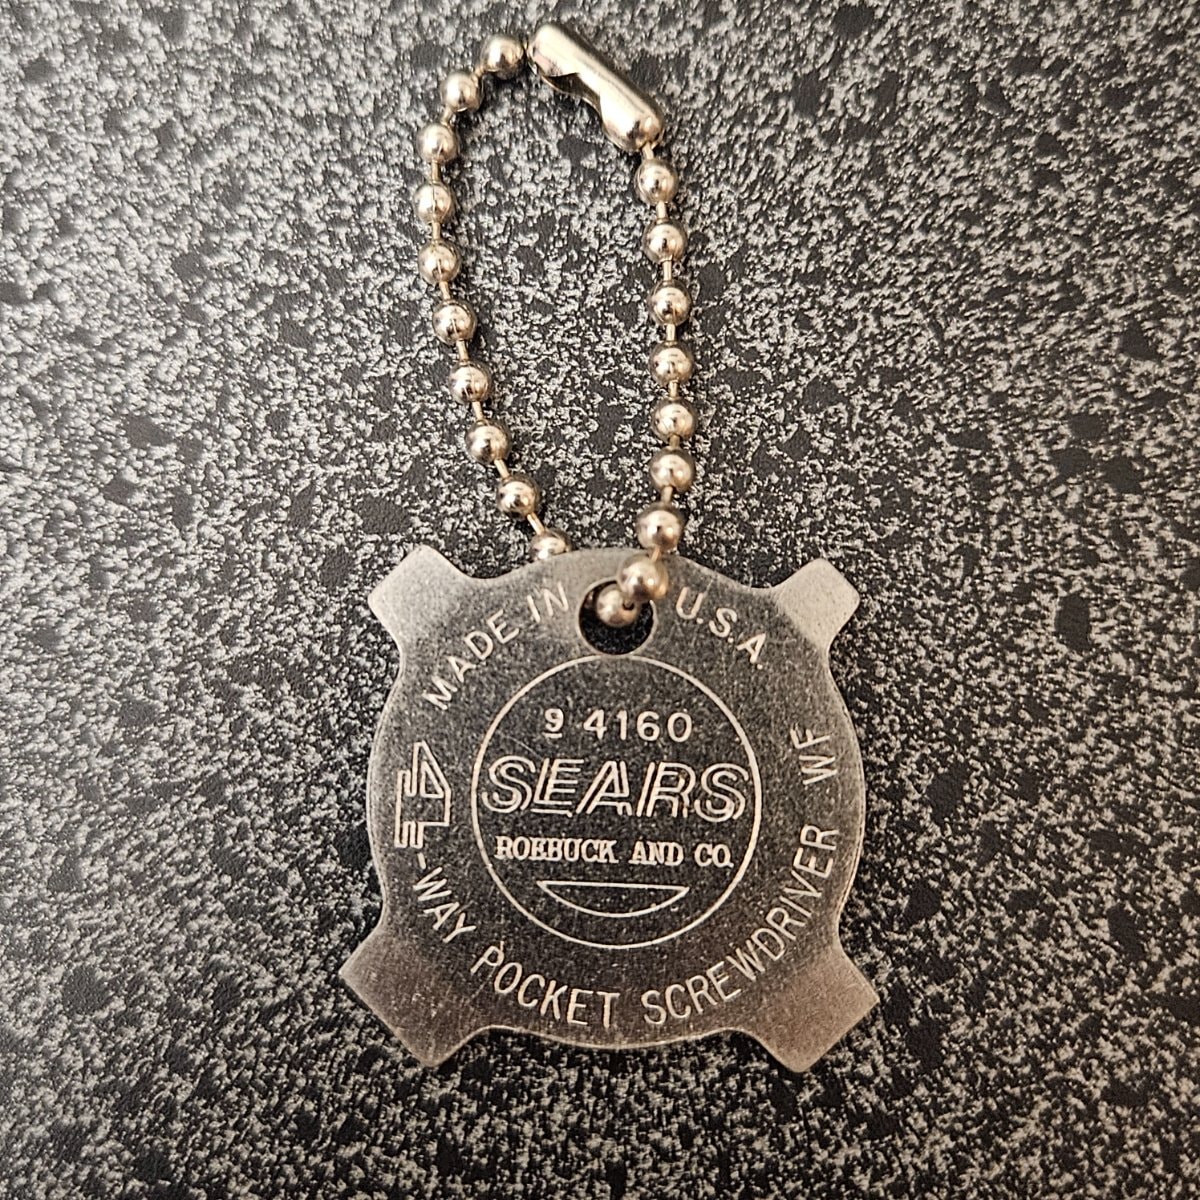 MADE IN U.S.A.
9 4160
SEARS
ROEBUCK AND CO.
4-WAY POCKET SCREWDRIVER WF